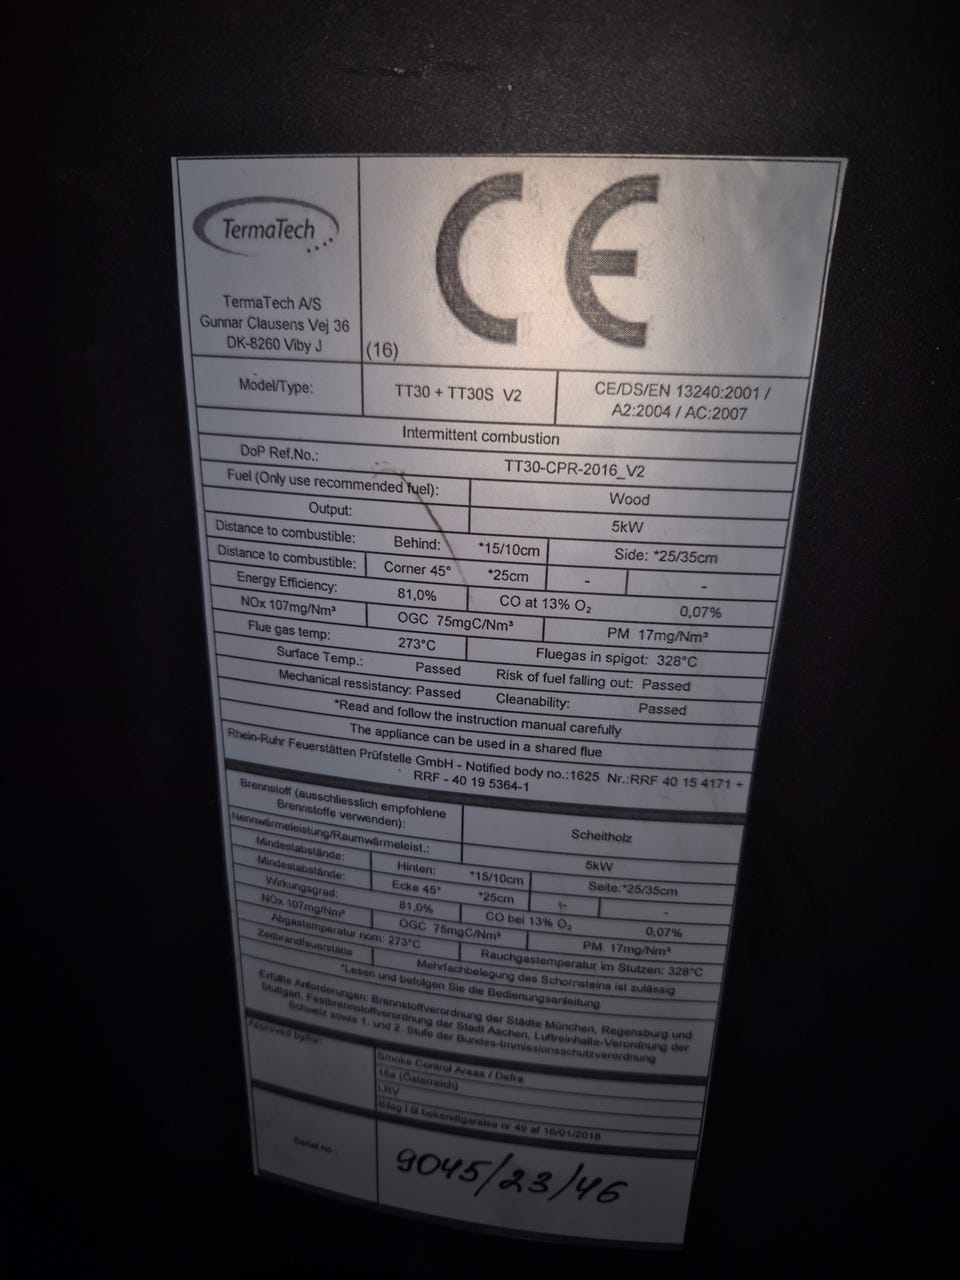 TermaTech
CE
TermaTech A/S
Gunnar Clausens Vej 36
DK-8260 Viby J
(16)
Model/Type: TT30 + TT30S V2 CE/DS/EN 13240:2001 /
A2:2004 / AC:2007
Intermittent combustion
DoP Ref.No.: TT30-CPR-2016_V2
Fuel (Only use recommended fuel): Wood
Output: 5kW
Distance to combustible: Behind: *15/10cm Side: *25/35cm
Distance to combustible: Corner 45° *25cm - -
Energy Efficiency: 81,0% CO at 13% O₂ 0,07%
NOx 107mg/Nm³ OGC 75mgC/Nm³ PM 17mg/Nm³
Flue gas temp: 273°C Fluegas in spigot: 328°C
Surface Temp.: Passed Risk of fuel falling out: Passed
Mechanical ressistancy: Passed Cleanability: Passed
*Read and follow the instruction manual carefully
The appliance can be used in a shared flue
Rhein-Ruhr Feuerstätten Prüfstelle GmbH - Notified body no.:1625 Nr.:RRF 40 15 4171 +
RRF - 40 19 5364-1
Brennstoff (ausschliesslich empfohlene
Brennstoffe verwenden): Scheitholz
Nennwärmeleistung/Raumwärmeleist.: 5kW
Mindestabstände: Hinten: *15/10cm Seite:*25/35cm
Mindestabstände: Ecke 45° *25cm - -
Wirkungsgrad: 81,0% CO bei 13% O₂ 0,07%
NOx 107mg/Nm³ OGC 75mgC/Nm³ PM 17mg/Nm³
Abgastemperatur nom: 273°C Rauchgastemperatur im Stutzen: 328°C
Zeitbrandfeuerstätte Mehrfachbelegung des Schornsteins ist zulässig
*Lesen und befolgen Sie die Bedienungsanleitung
Erfüllte Anforderungen: Brennstoffverordnung der Städte München, Regensburg und
Stuttgart, Festbrennstoffverordnung der Stadt Aachen, Luftreinhalte-Verordnung der
Schweiz sowie 1. und 2. Stufe der Bundes-Immissionsschutzverordnung
Approved by/for: Smoke Control Areas / Defra
15a (Österreich)
LRV
Bilag I til bekendtgørelse nr 49 af 16/01/2018
Serial no.: 9045/23/46